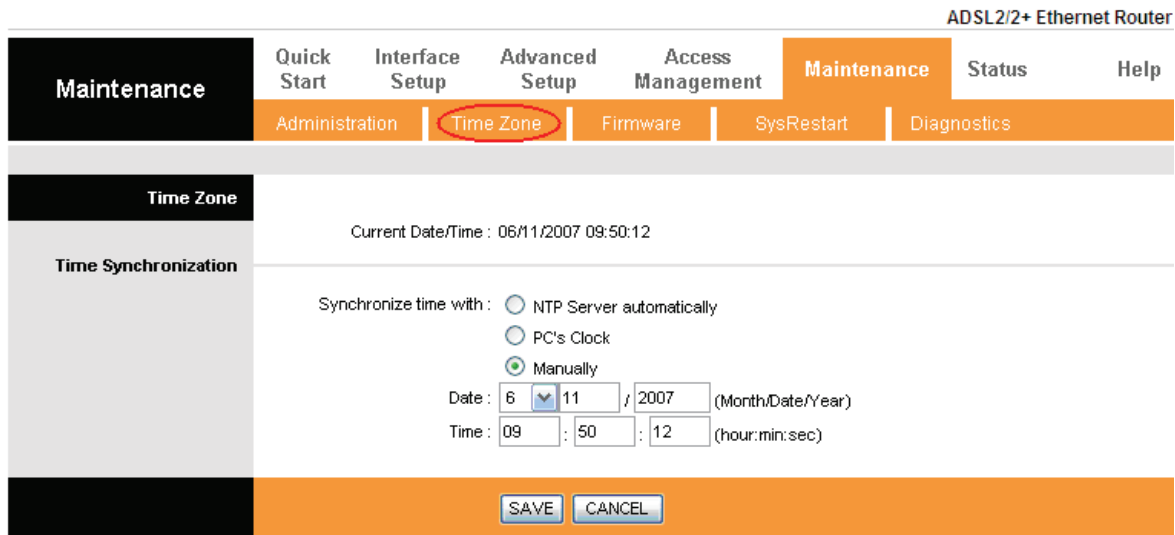 ADSL2/2+ Ethernet Router
Maintenance
Quick Start
Interface Setup
Advanced Setup
Access Management
Maintenance
Status
Help
Administration
Time Zone
Firmware
SysRestart
Diagnostics
Time Zone
Current Date/Time : 06/11/2007 09:50:12
Time Synchronization
Synchronize time with : NTP Server automatically
PC's Clock
Manually
Date : 6 11 / 2007 (Month/Date/Year)
Time : 09 : 50 : 12 (hour:min:sec)
SAVE CANCEL